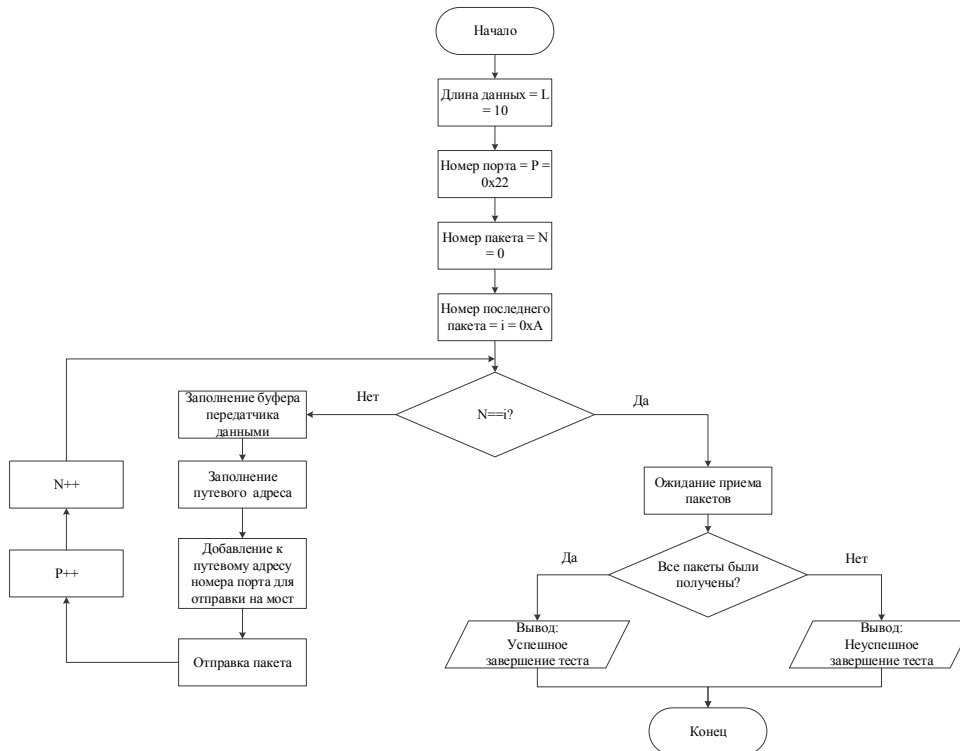 Начало
Длина данных = L
= 10
Номер порта = P =
0x22
Номер пакета = N
= 0
Номер последнего
пакета = i = 0xA
N==i?
Нет
Да
Заполнение буфера
передатчика
данными
Заполнение
путевого адреса
Добавление к
путевому адресу
номера порта для
отправки на мост
Отправка пакета
P++
N++
Ожидание приема
пакетов
Все пакеты были
получены?
Да
Нет
Вывод:
Успешное
завершение теста
Вывод:
Неуспешное
завершение теста
Конец